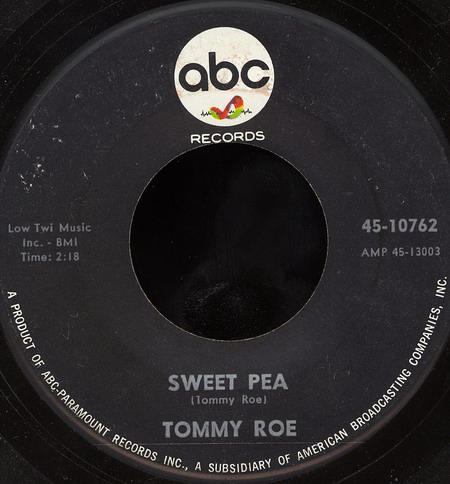 abc
RECORDS
Low Twi Music
Inc. - BMI
Time: 2:18
45-10762
AMP 45-13003
SWEET PEA
(Tommy Roe)
TOMMY ROE
A PRODUCT OF ABC-PARAMOUNT RECORDS INC., A SUBSIDIARY OF AMERICAN BROADCASTING COMPANIES, INC.